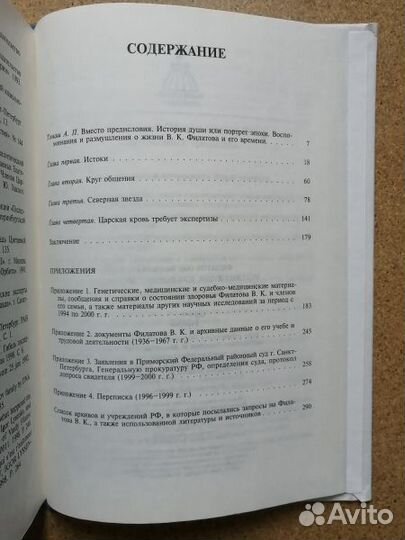 СОДЕРЖАНИЕ
А. П. Вместо предисловия. История души или портрет эпохи. Воспо-
минания и размышления о жизни В. К. Филатова и его времени. 7
Глава первая. Истоки 18
Глава вторая. Круг общения 60
Глава третья. Северная звезда 78
Глава четвертая. Царская кровь требует экспертизы 141
Заключение 179
ПРИЛОЖЕНИЯ
Приложение 1. Генетические, медицинские и судебно-медицинские матери-
алы, сообщения и справки о состоянии здоровья Филатова В. К. и членов
его семьи, а также материалы других научных исследований за период с
1994 по 2000 г. г. 183
Приложение 2. документы Филатова В. К. и архивные данные о его учебе и
трудовой деятельности (1936–1967 г. г.) 245
Приложение 3. Заявления в Приморский Федеральный районный суд г. Санкт-
Петербурга, Генеральную прокуратуру РФ, определения суда, протокол
допроса свидетеля (1999–2000 г. г.) 258
Приложение 4. Переписка (1996–1999 г. г.) 274
Список архивов и учреждений РФ, в которые посылались запросы на Фила-
това В. К., а также использованной литературы и источников 290
Avito